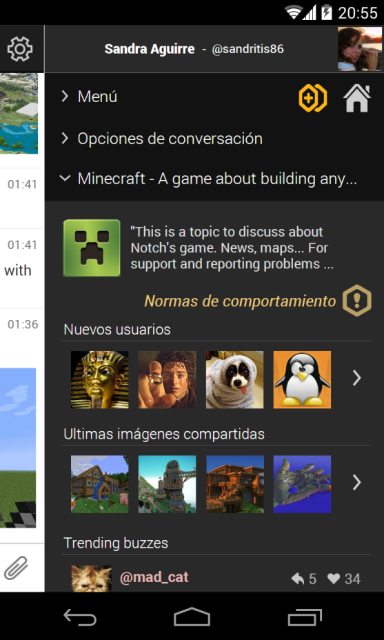 20:55
Sandra Aguirre - @sandritis86
Menú
Opciones de conversación
Minecraft - A game about building any...
01:41
"This is a topic to discuss about
Notch's game. News, maps... For
support and reporting problems ...
01:41
with
Normas de comportamiento
01:36
Nuevos usuarios
Ultimas imágenes compartidas
Trending buzzes
@mad_cat
5
34